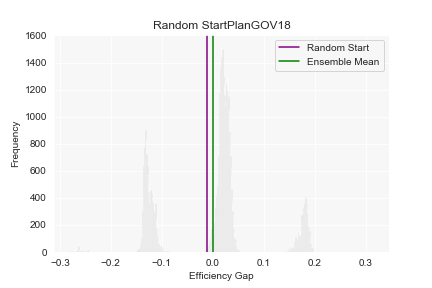 Random StartPlanGOV18
Random Start
Ensemble Mean
Frequency
1600
1400
1200
1000
800
600
400
200
0
−0.3 −0.2 −0.1 0.0 0.1 0.2 0.3
Efficiency Gap